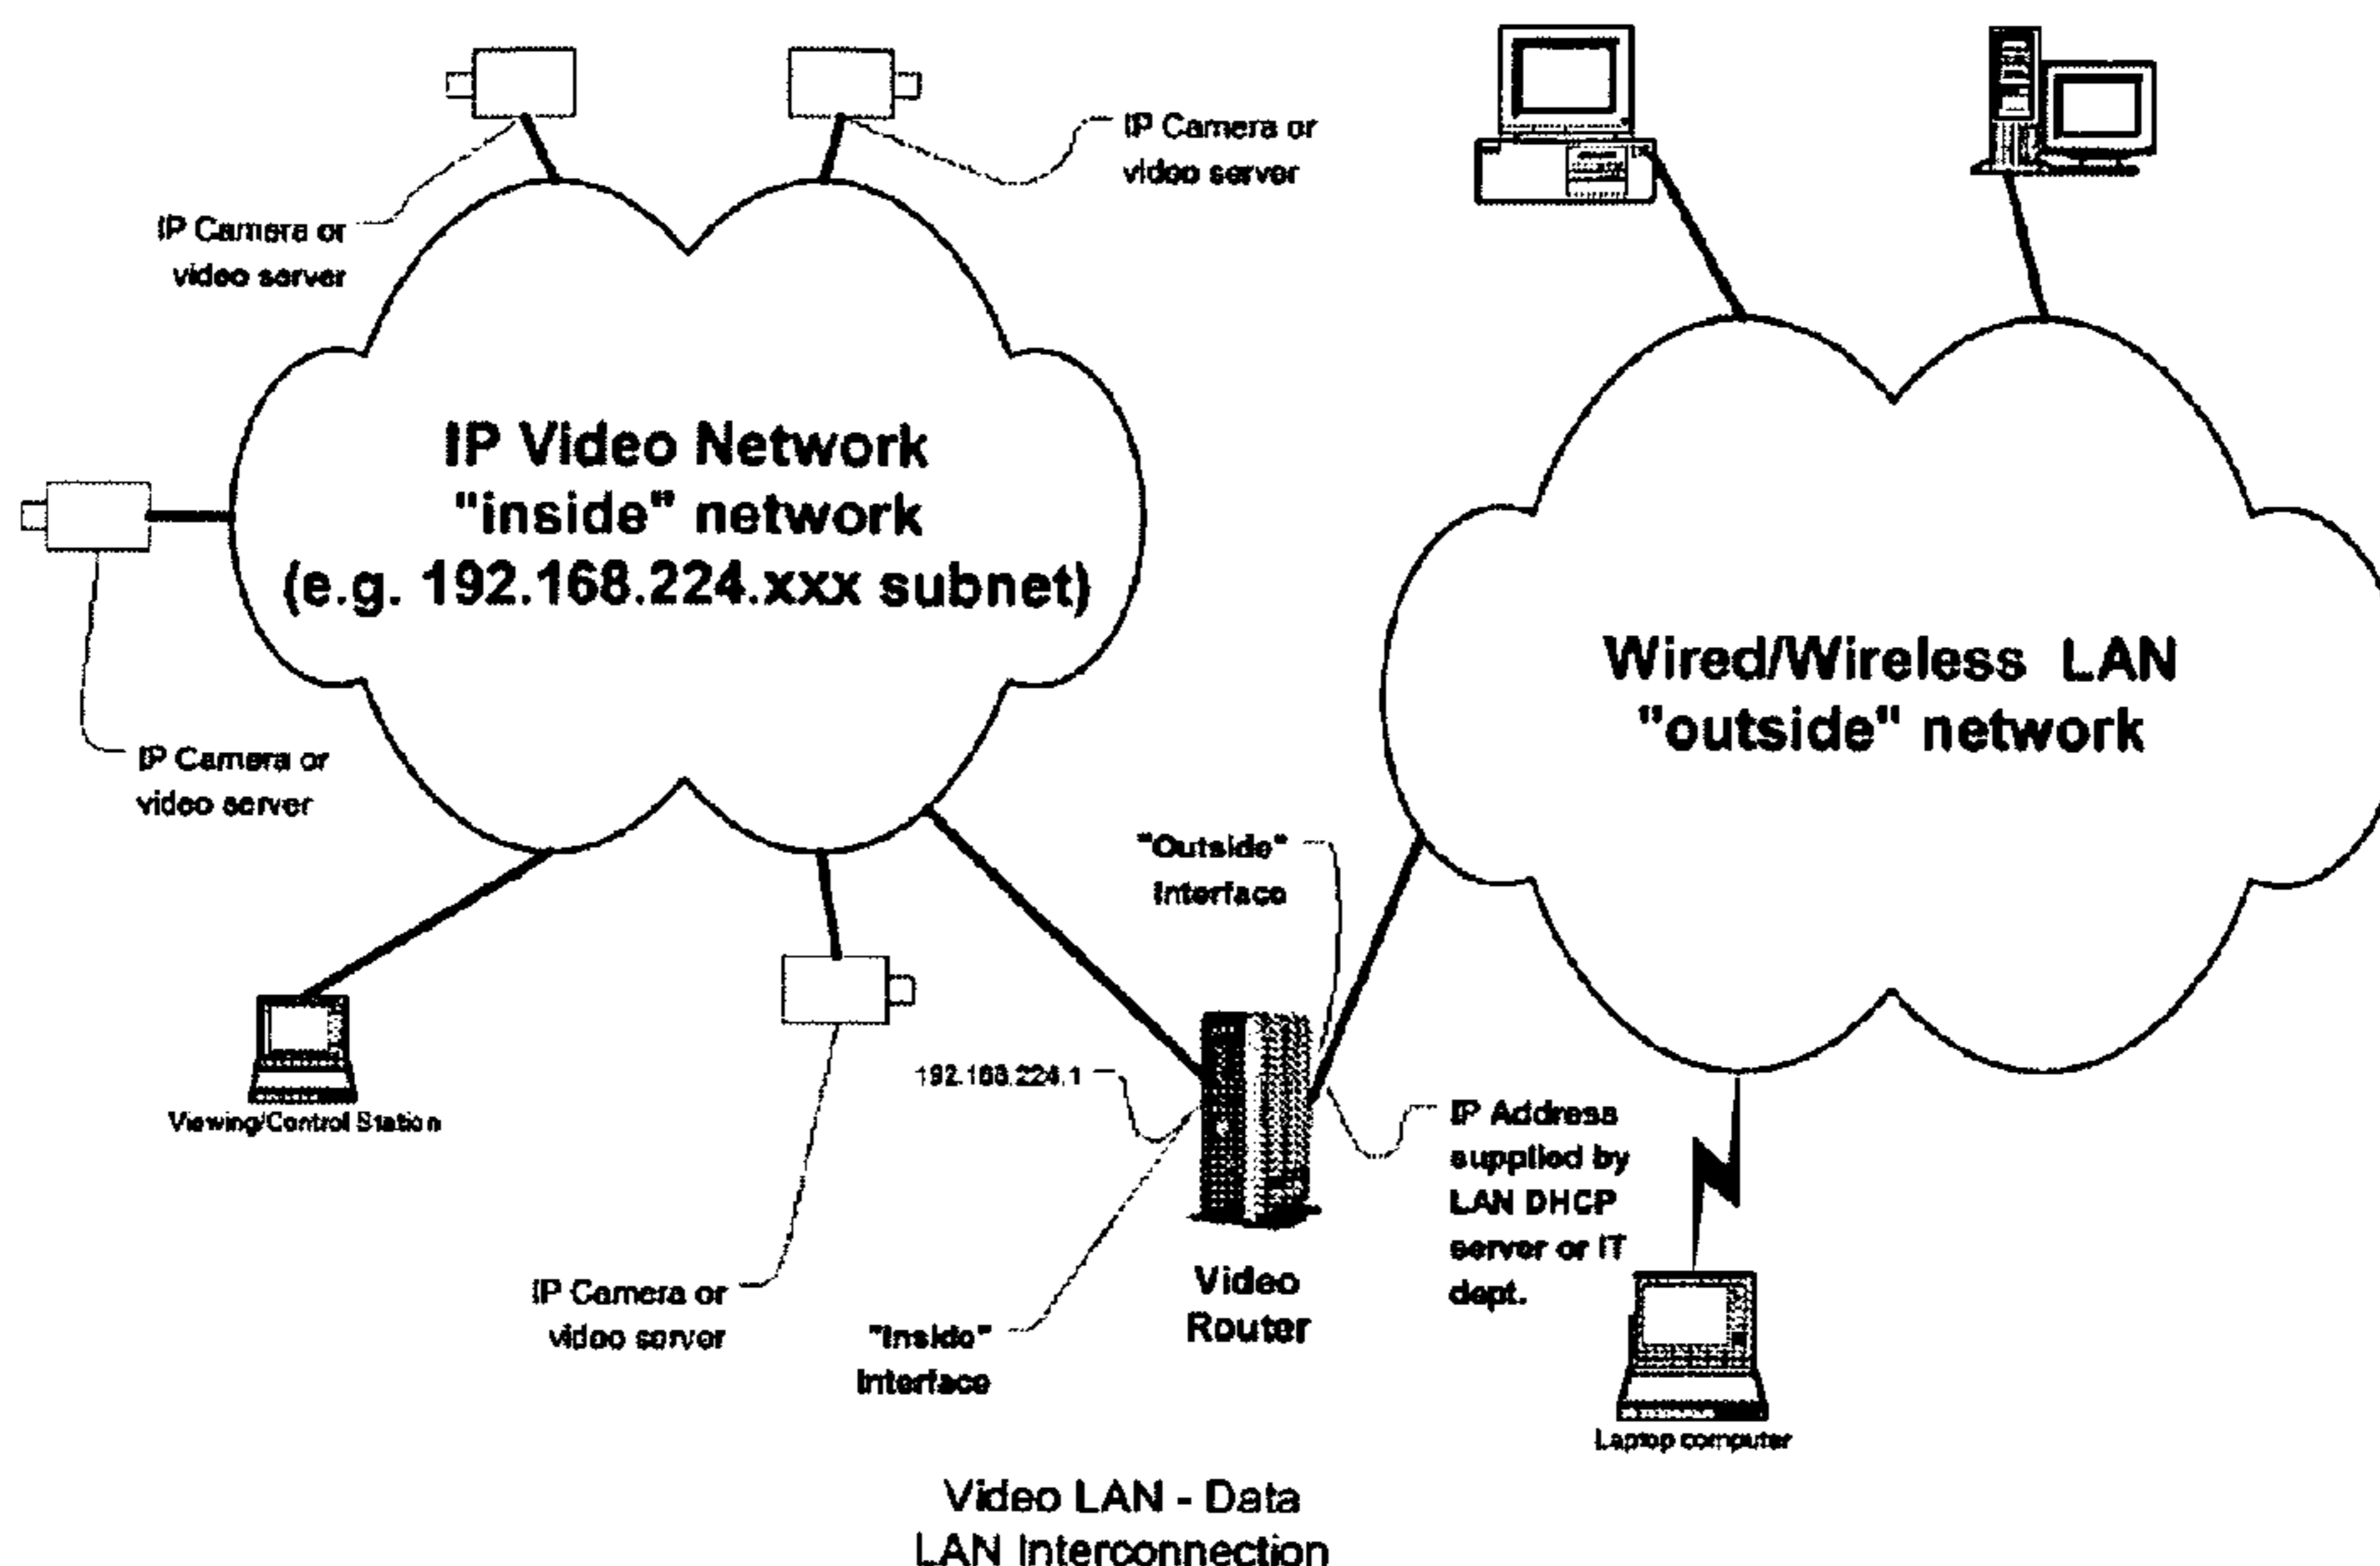 IP Camera or
video server
IP Camera or
video server
IP Video Network
"inside" network
(e.g. 192.168.224.xxx subnet)
Wired/Wireless LAN
"outside" network
IP Camera or
video server
"Outside"
Interface
192.168.224.1
Viewing/Control Station
IP Address
supplied by
LAN DHCP
server or IT
dept.
IP Camera or
video server
"Inside"
Interface
Video
Router
Laptop computer
Video LAN - Data
LAN Interconnection